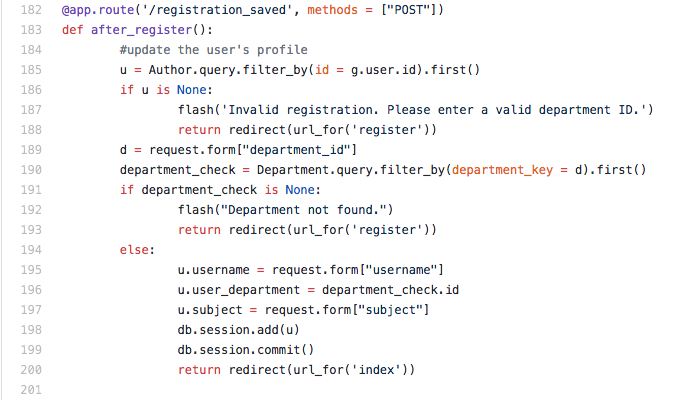 182 @app.route('/registration_saved', methods = ["POST"])
183 def after_register():
184 #update the user's profile
185 u = Author.query.filter_by(id = g.user.id).first()
186 if u is None:
187 flash('Invalid registration. Please enter a valid department ID.')
188 return redirect(url_for('register'))
189 d = request.form["department_id"]
190 department_check = Department.query.filter_by(department_key = d).first()
191 if department_check is None:
192 flash("Department not found.")
193 return redirect(url_for('register'))
194 else:
195 u.username = request.form["username"]
196 u.user_department = department_check.id
197 u.subject = request.form["subject"]
198 db.session.add(u)
199 db.session.commit()
200 return redirect(url_for('index'))
201